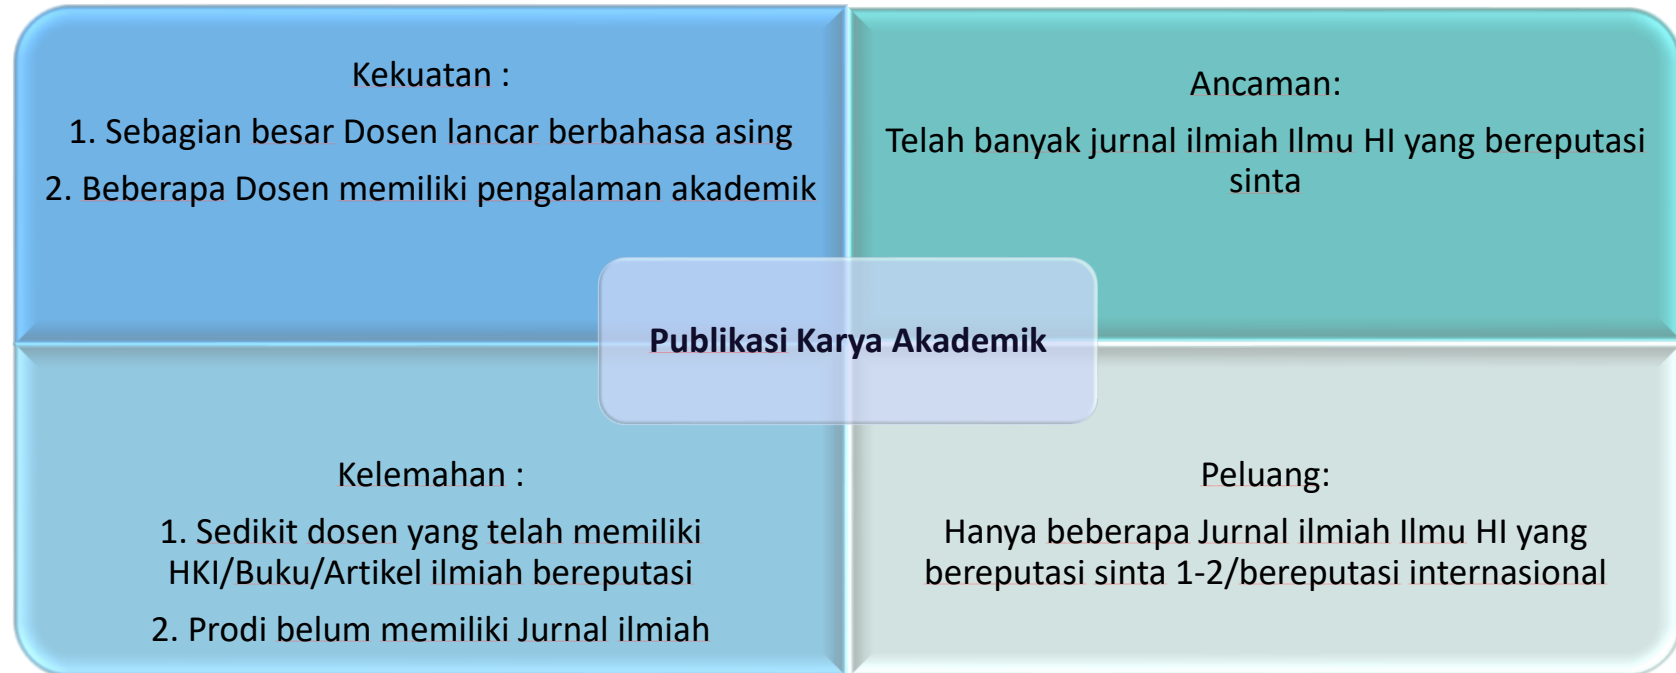 Kekuatan :
1. Sebagian besar Dosen lancar berbahasa asing
2. Beberapa Dosen memiliki pengalaman akademik
Ancaman:
Telah banyak jurnal ilmiah Ilmu HI yang bereputasi
sinta
Publikasi Karya Akademik
Kelemahan :
1. Sedikit dosen yang telah memiliki
HKI/Buku/Artikel ilmiah bereputasi
2. Prodi belum memiliki Jurnal ilmiah
Peluang:
Hanya beberapa Jurnal ilmiah Ilmu HI yang
bereputasi sinta 1-2/bereputasi internasional